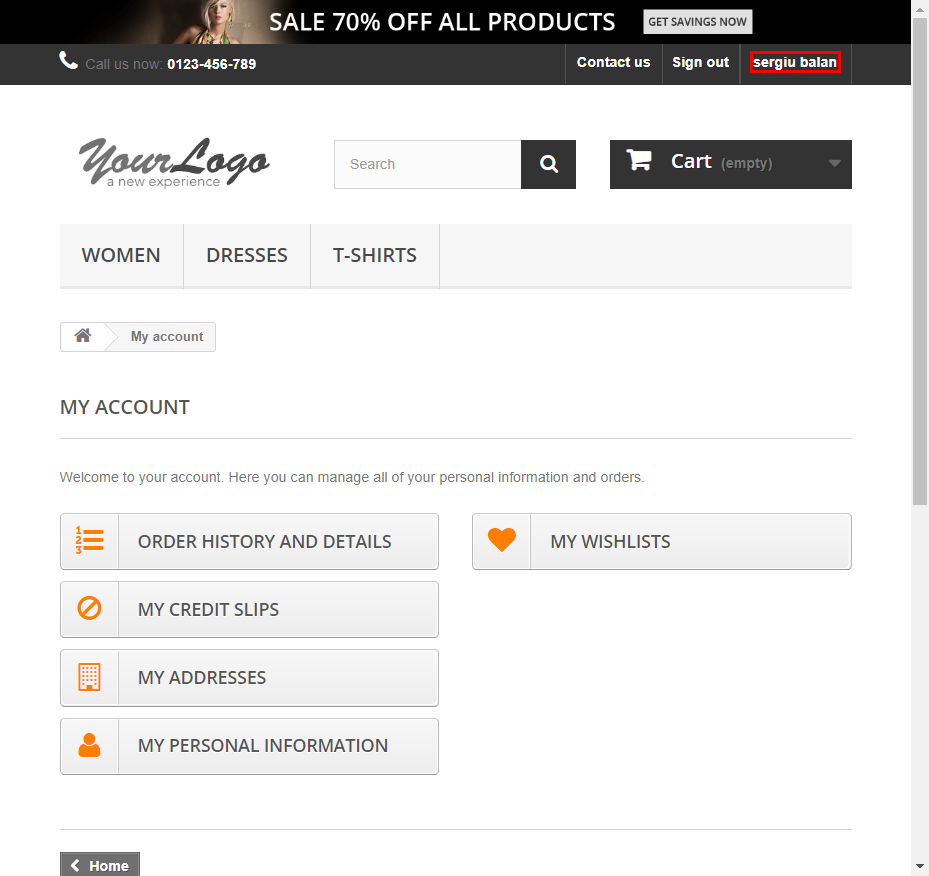 SALE 70% OFF ALL PRODUCTS GET SAVINGS NOW
Call us now: 0123-456-789 Contact us Sign out sergiu balan
YourLogo
a new experience
Search
Cart (empty)
WOMEN DRESSES T-SHIRTS
My account
MY ACCOUNT
Welcome to your account. Here you can manage all of your personal information and orders.
1
2
3
ORDER HISTORY AND DETAILS MY WISHLISTS
MY CREDIT SLIPS
MY ADDRESSES
MY PERSONAL INFORMATION
Home